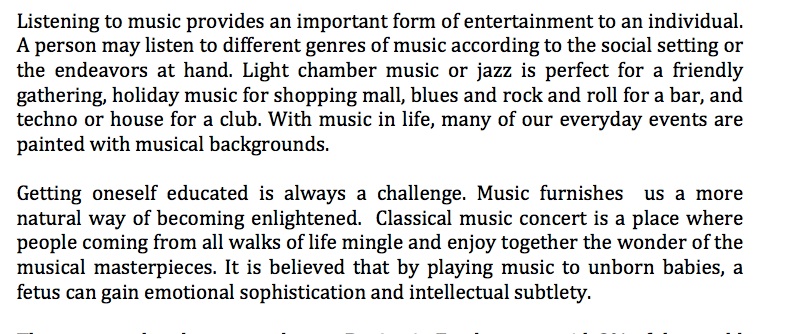 Listening to music provides an important form of entertainment to an individual.
A person may listen to different genres of music according to the social setting or
the endeavors at hand. Light chamber music or jazz is perfect for a friendly
gathering, holiday music for shopping mall, blues and rock and roll for a bar, and
techno or house for a club. With music in life, many of our everyday events are
painted with musical backgrounds.
Getting oneself educated is always a challenge. Music furnishes us a more
natural way of becoming enlightened. Classical music concert is a place where
people coming from all walks of life mingle and enjoy together the wonder of the
musical masterpieces. It is believed that by playing music to unborn babies, a
fetus can gain emotional sophistication and intellectual subtlety.